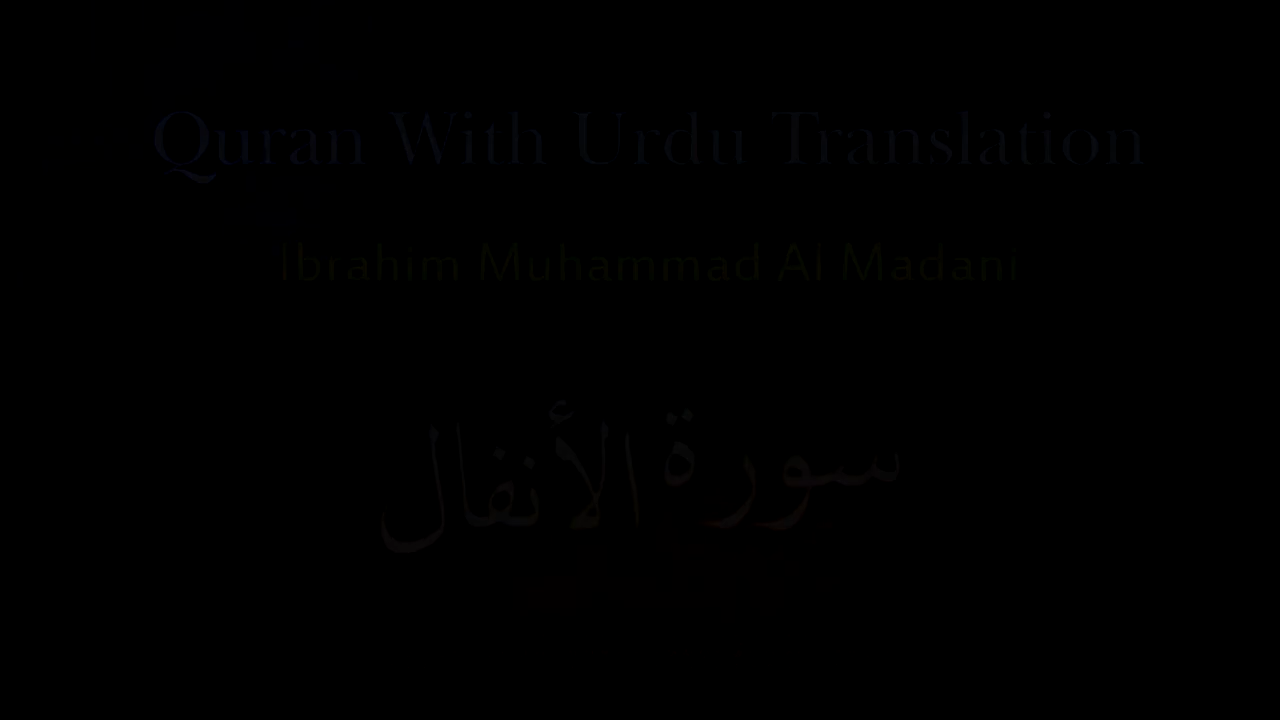 Quran With Urdu Translation
Ibrahim Muhammad Al Madani
سورة الأنفال